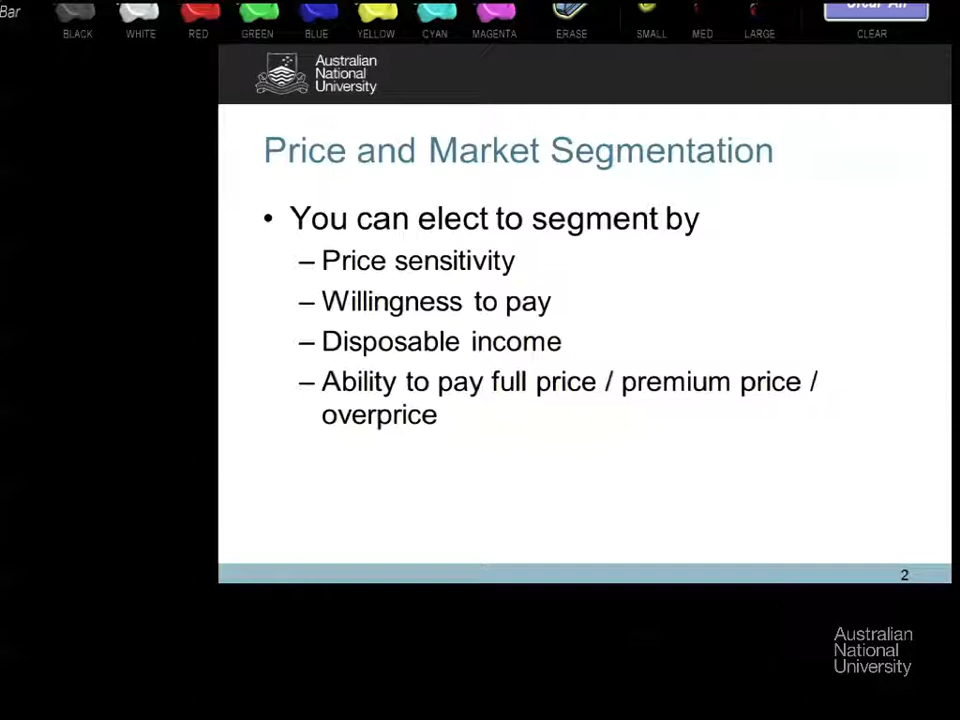 Bar
BLACK WHITE RED GREEN BLUE YELLOW CYAN MAGENTA ERASE SMALL MED LARGE CLEAR
Australian
National
University
Price and Market Segmentation
• You can elect to segment by
– Price sensitivity
– Willingness to pay
– Disposable income
– Ability to pay full price / premium price /
overprice
2
Australian
National
University